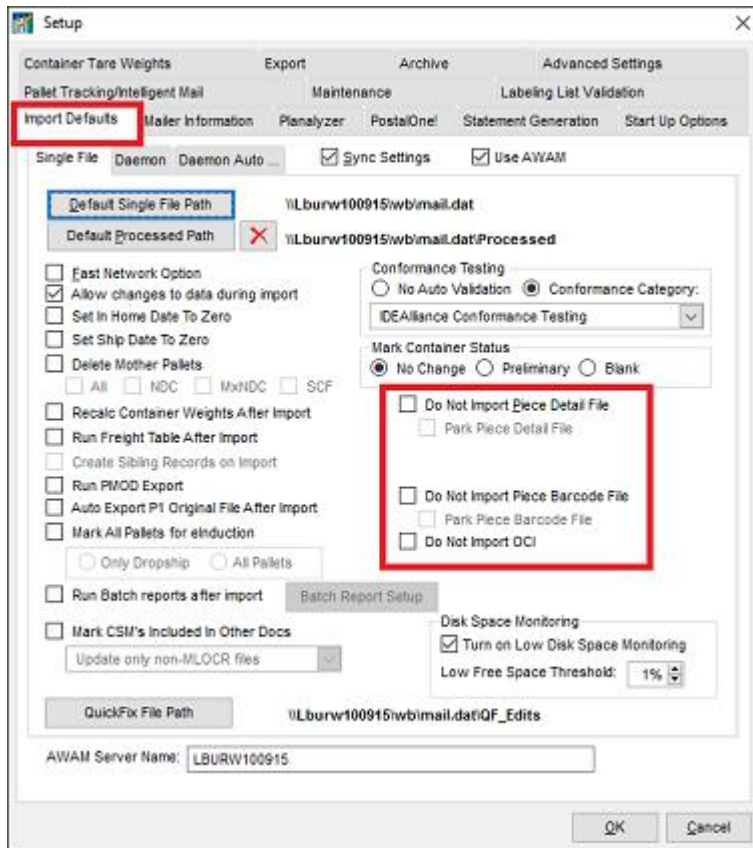 Setup
Container Tare Weights Export Archive Advanced Settings
Pallet Tracking/Intelligent Mail Maintenance Labeling List Validation
Import Defaults Mailer Information Planalyzer PostalOne! Statement Generation Start Up Options
Single File Daemon Daemon Auto ... Sync Settings Use AWAM
Default Single File Path \\Lburw100915\wb\mail.dat
Default Processed Path \\Lburw100915\wb\mail.dat\Processed
Fast Network Option
Allow changes to data during import
Set In Home Date To Zero
Set Ship Date To Zero
Delete Mother Pallets
All NDC MxNDC SCF
Recalc Container Weights After Import
Run Freight Table After Import
Create Sibling Records on Import
Run PMOD Export
Auto Export P1 Original File After Import
Mark All Pallets for eInduction
Only Dropship All Pallets
Run Batch reports after import Batch Report Setup
Mark CSM's Included In Other Docs
Update only non-MLOCR files
Conformance Testing
No Auto Validation Conformance Category:
IDEAlliance Conformance Testing
Mark Container Status
No Change Preliminary Blank
Do Not Import Piece Detail File
Park Piece Detail File
Do Not Import Piece Barcode File
Park Piece Barcode File
Do Not Import OCI
Disk Space Monitoring
Turn on Low Disk Space Monitoring
Low Free Space Threshold: 1%
QuickFix File Path \\Lburw100915\wb\mail.dat\QF_Edits
AWAM Server Name: LBURW100915
OK Cancel